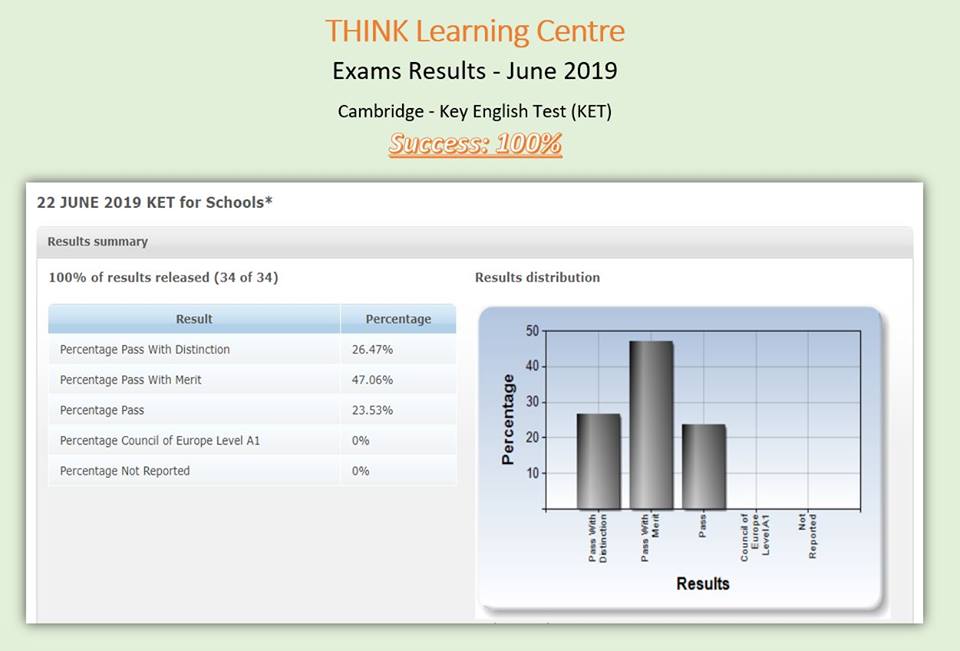 THINK Learning Centre
Exams Results - June 2019
Cambridge - Key English Test (KET)
Success: 100%
22 JUNE 2019 KET for Schools*
Results summary
100% of results released (34 of 34)
Result Percentage
Percentage Pass With Distinction 26.47%
Percentage Pass With Merit 47.06%
Percentage Pass 23.53%
Percentage Council of Europe Level A1 0%
Percentage Not Reported 0%
Results distribution
Percentage
50
40
30
20
10
Pass With
Distinction
Pass With
Merit
Pass
Council of
Europe
Level A1
Not
Reported
Results